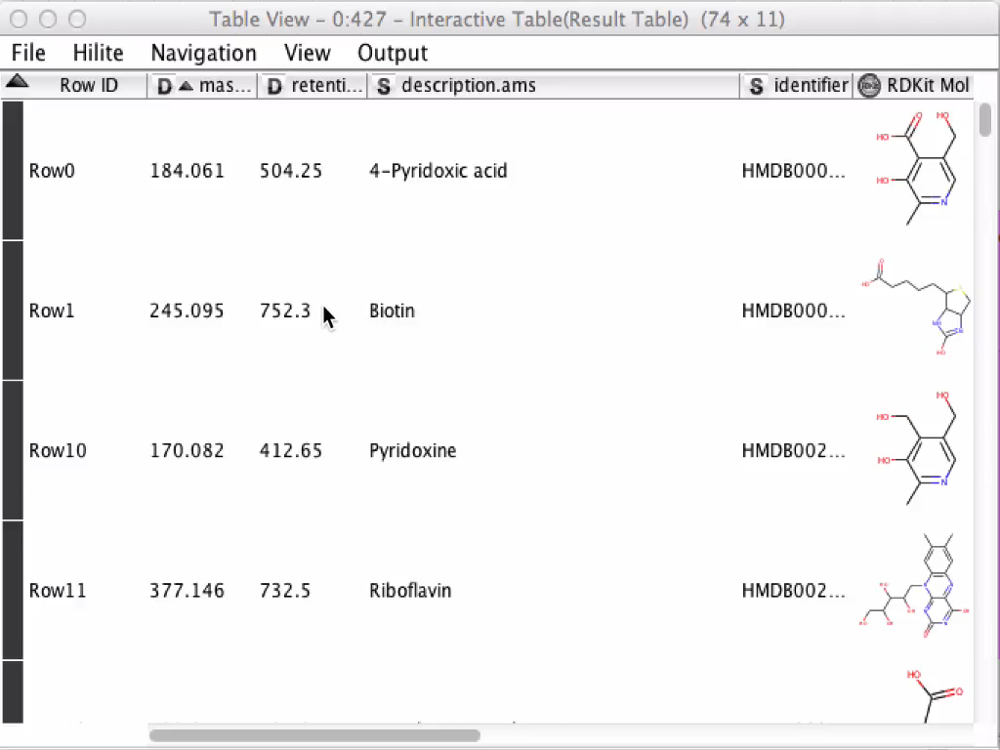 Table View – 0:427 – Interactive Table(Result Table) (74 x 11)
File Hilite Navigation View Output
Row ID D mas... D retenti... S description.ams S identifier RDKit Mol
Row0 184.061 504.25 4-Pyridoxic acid HMDB000...
Row1 245.095 752.3 Biotin HMDB000...
Row10 170.082 412.65 Pyridoxine HMDB002...
Row11 377.146 732.5 Riboflavin HMDB002...